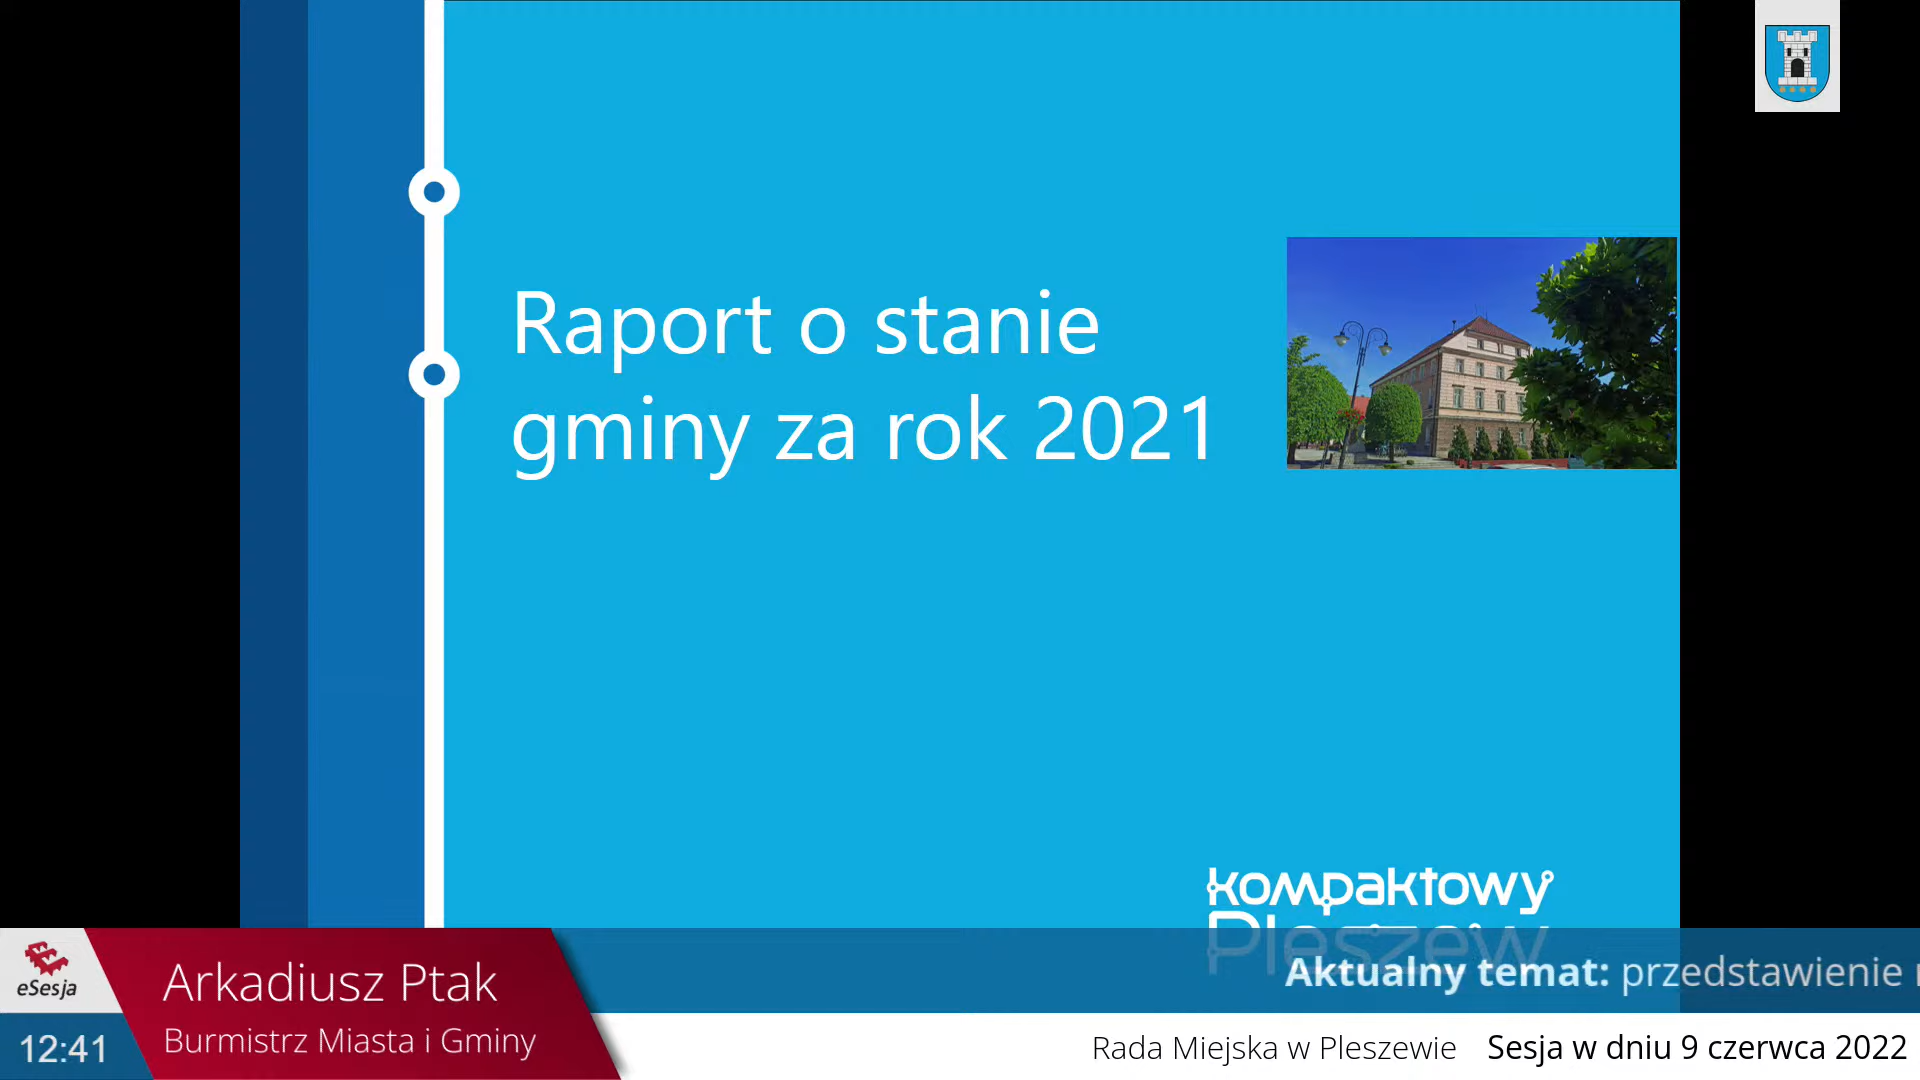 Raport o stanie
gminy za rok 2021
kompaktowy
Pleszew
Aktualny temat: przedstawienie
eSesja
Arkadiusz Ptak
Burmistrz Miasta i Gminy
12:41
Rada Miejska w Pleszewie Sesja w dniu 9 czerwca 2022